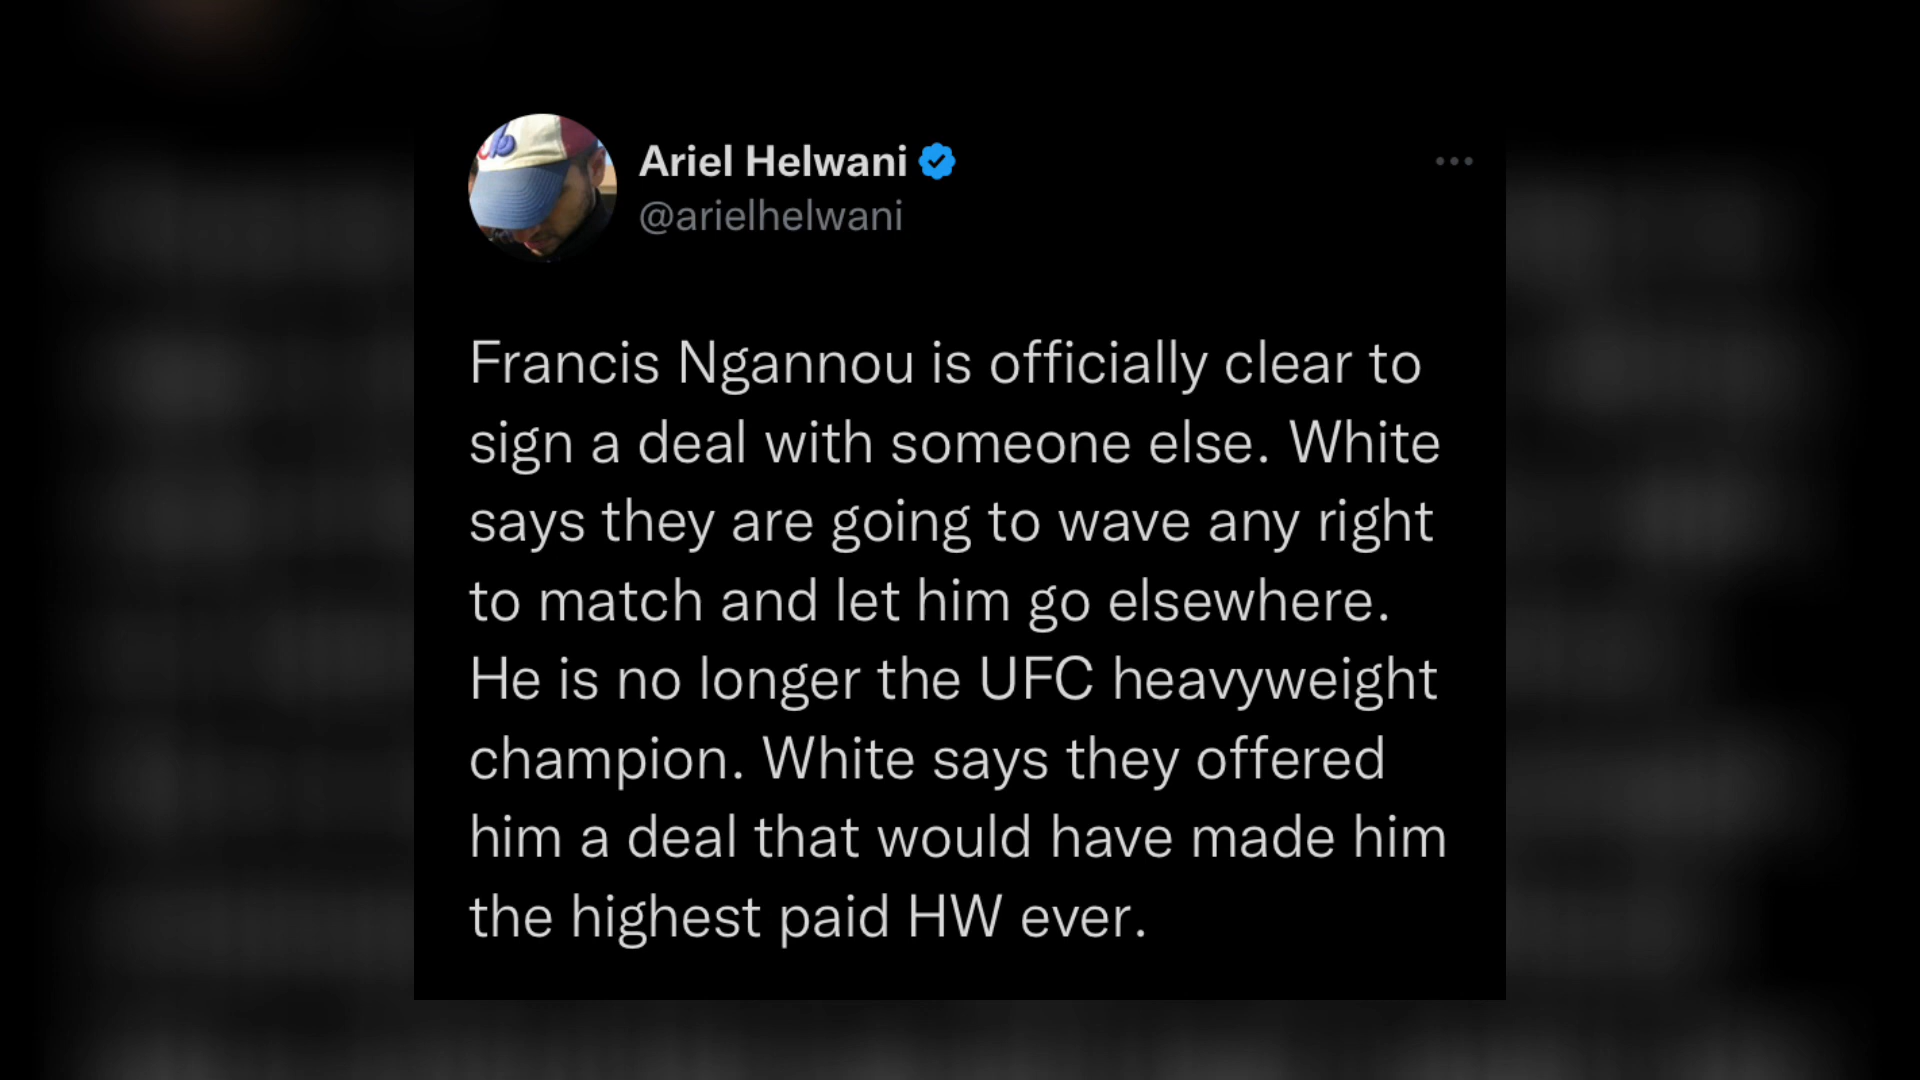 Ariel Helwani
@arielhelwani
Francis Ngannou is officially clear to
sign a deal with someone else. White
says they are going to wave any right
to match and let him go elsewhere.
He is no longer the UFC heavyweight
champion. White says they offered
him a deal that would have made him
the highest paid HW ever.